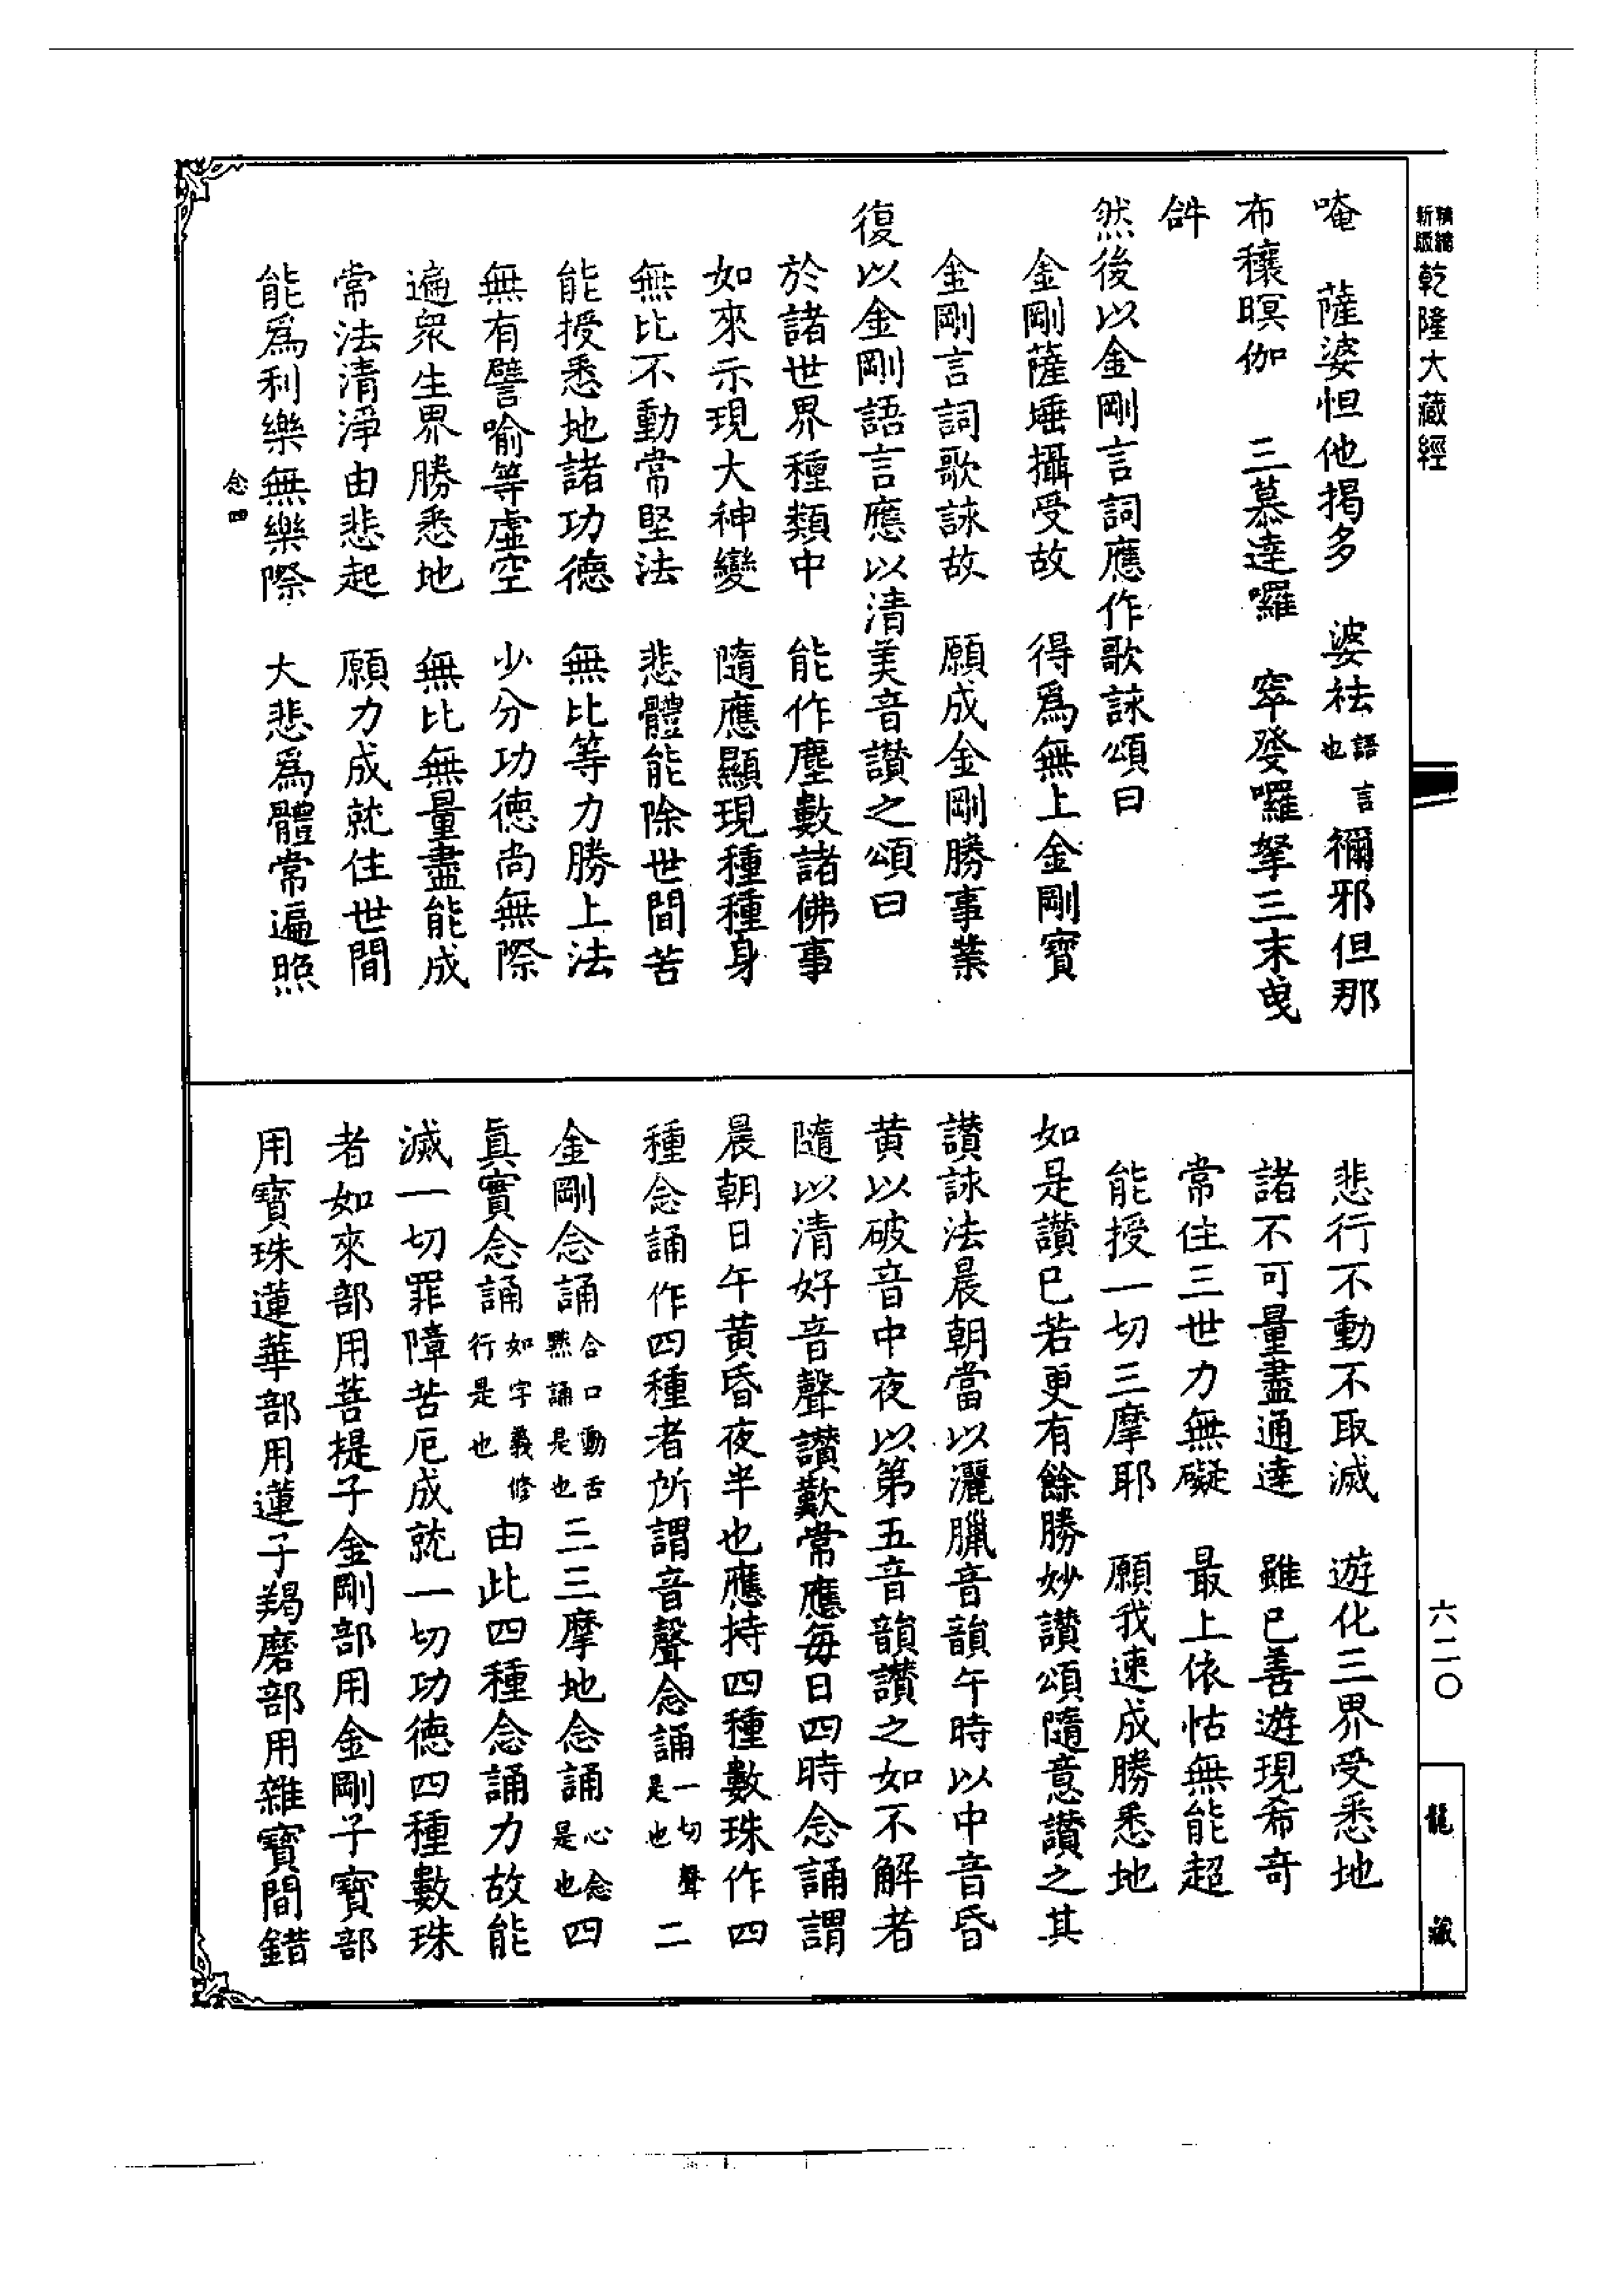 精縮新版乾隆大藏經
唵　薩婆怛他揭多　婆祛語言也禰邪但那
布穰暝伽　三慕達囉　窣發囉拏三末曳
𤙖
然後以金剛言詞應作歌詠頌曰
金剛薩埵攝受故　得爲無上金剛寶
金剛言詞歌詠故　願成金剛勝事業
復以金剛語言應以清美音讚之頌曰
於諸世界種類中　能作塵數諸佛事
如來示現大神變　隨應顯現種種身
無比不動常堅法　悲體能除世間苦
能授悉地諸功德　無比等力勝上法
無有譬喻等虛空　少分功德尚無際
遍衆生界勝悉地　無比無量盡能成
常法清淨由悲起　願力成就住世間
能爲利樂無樂際　大悲爲體常遍照
念四
悲行不動不取滅　遊化三界受悉地
諸不可量盡通達　雖已善遊現希奇
常住三世力無礙　最上依怙無能超
能授一切三摩耶　願我速成勝悉地
如是讚已若更有餘勝妙讚頌隨意讚之其
讚詠法晨朝當以灑臘音韻午時以中音昏
黄以破音中夜以第五音韻讚之如不解者
隨以清好音聲讚歎常應每日四時念誦謂
晨朝日午黄昏夜半也應持四種數珠作四
種念誦作四種者所謂音聲念誦一切聲是也二
金剛念誦合口動舌黙誦是也三三摩地念誦心念是也四
真實念誦如字義修行是也由此四種念誦力故能
滅一切罪障苦厄成就一切功德四種數珠
者如來部用菩提子金剛部用金剛子寶部
用寶珠蓮華部用蓮子羯磨部用雜寶間錯
六二〇
龍藏